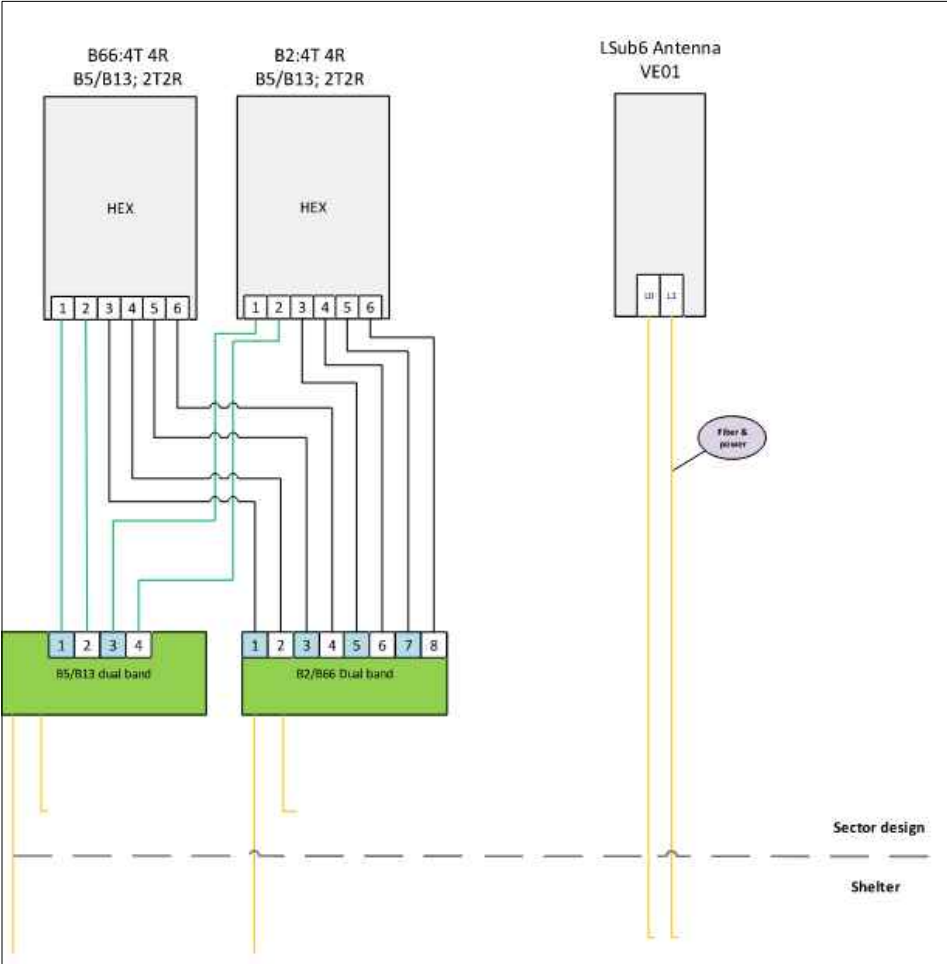 B66:4T 4R
B5/B13; 2T2R
B2:4T 4R
B5/B13; 2T2R
LSub6 Antenna
VE01
HEX
HEX
1 2 3 4 5 6
1 2 3 4 5 6
L0 L1
Fiber &
power
1 2 3 4
B5/B13 dual band
1 2 3 4 5 6 7 8
B2/B66 Dual band
Sector design
Shelter